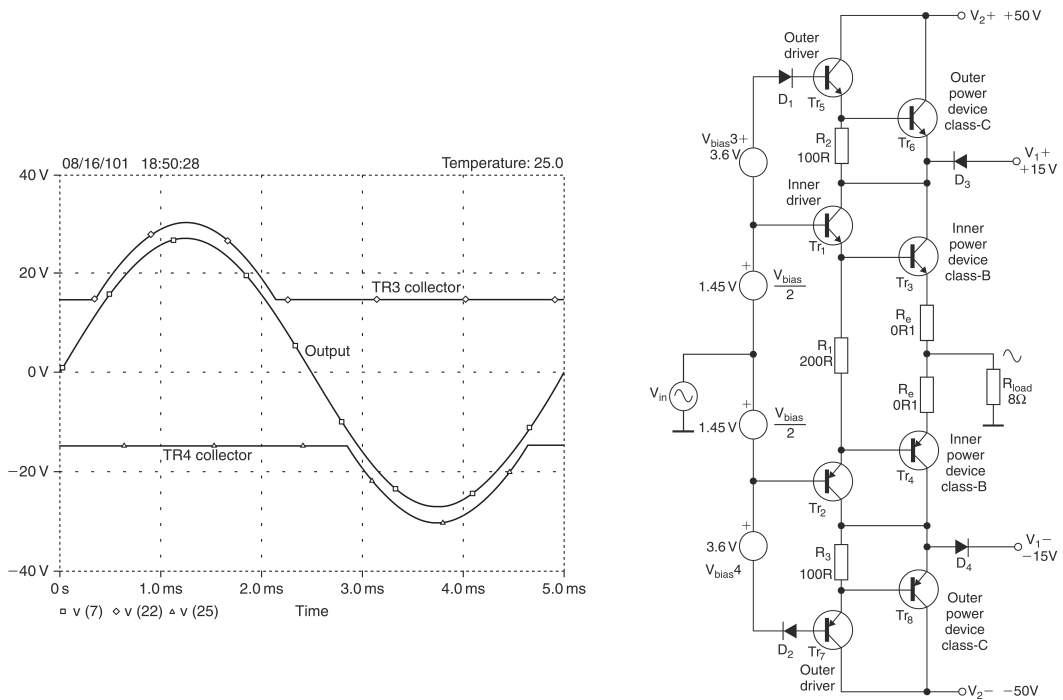 08/16/101 18:50:28
Temperature: 25.0
40 V
20 V
0 V
−20 V
−40 V
TR3 collector
Output
TR4 collector
0 s
1.0 ms
2.0 ms
3.0 ms
4.0 ms
5.0 ms
v (7)
v (22)
v (25)
Time
V2+ +50 V
Outer
driver
D1
Tr5
Outer
power
device
class-C
Tr6
Vbias3+
3.6 V
R2
100R
V1+
+15 V
D3
Inner
driver
Tr1
Inner
power
device
class-B
Tr3
+
1.45 V
Vbias
2
Re
0R1
R1
200R
Vin
Rload
8Ω
Re
0R1
+
1.45 V
Vbias
2
Inner
power
device
class-B
Tr4
Tr2
+
3.6 V
Vbias4
R3
100R
V1−
−15V
D4
Outer
power
device
class-C
Tr8
D2
Tr7
Outer
driver
V2− −50 V